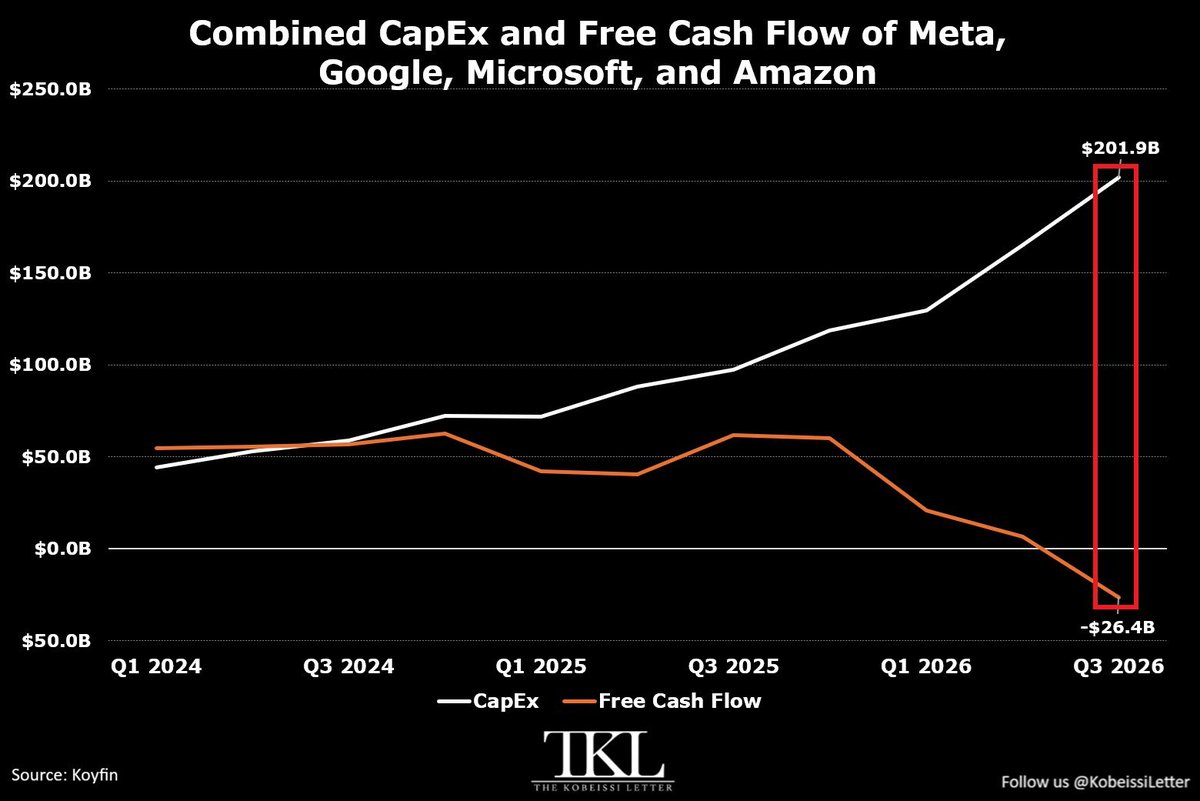 Combined CapEx and Free Cash Flow of Meta,
Google, Microsoft, and Amazon
$250.0B
$201.9B
$200.0B
$150.0B
$100.0B
$50.0B
$0.0B
-$26.4B
$50.0B
Q1 2024
Q3 2024
Q1 2025
Q3 2025
Q1 2026
Q3 2026
CapEx
Free Cash Flow
TKL
THE KOBEISSI LETTER
Source: Koyfin
Follow us @KobeissiLetter